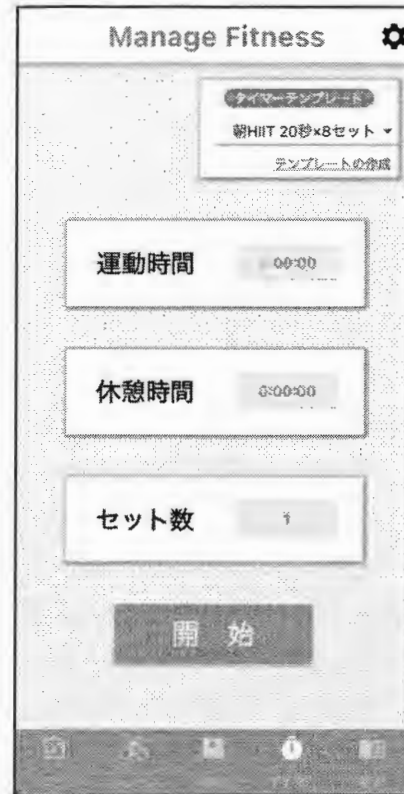 Manage Fitness
タイマーテンプレート
朝HIIT 20秒×8セット
テンプレートの作成
運動時間
00:00
休憩時間
0:00:00
セット数
1
開 始